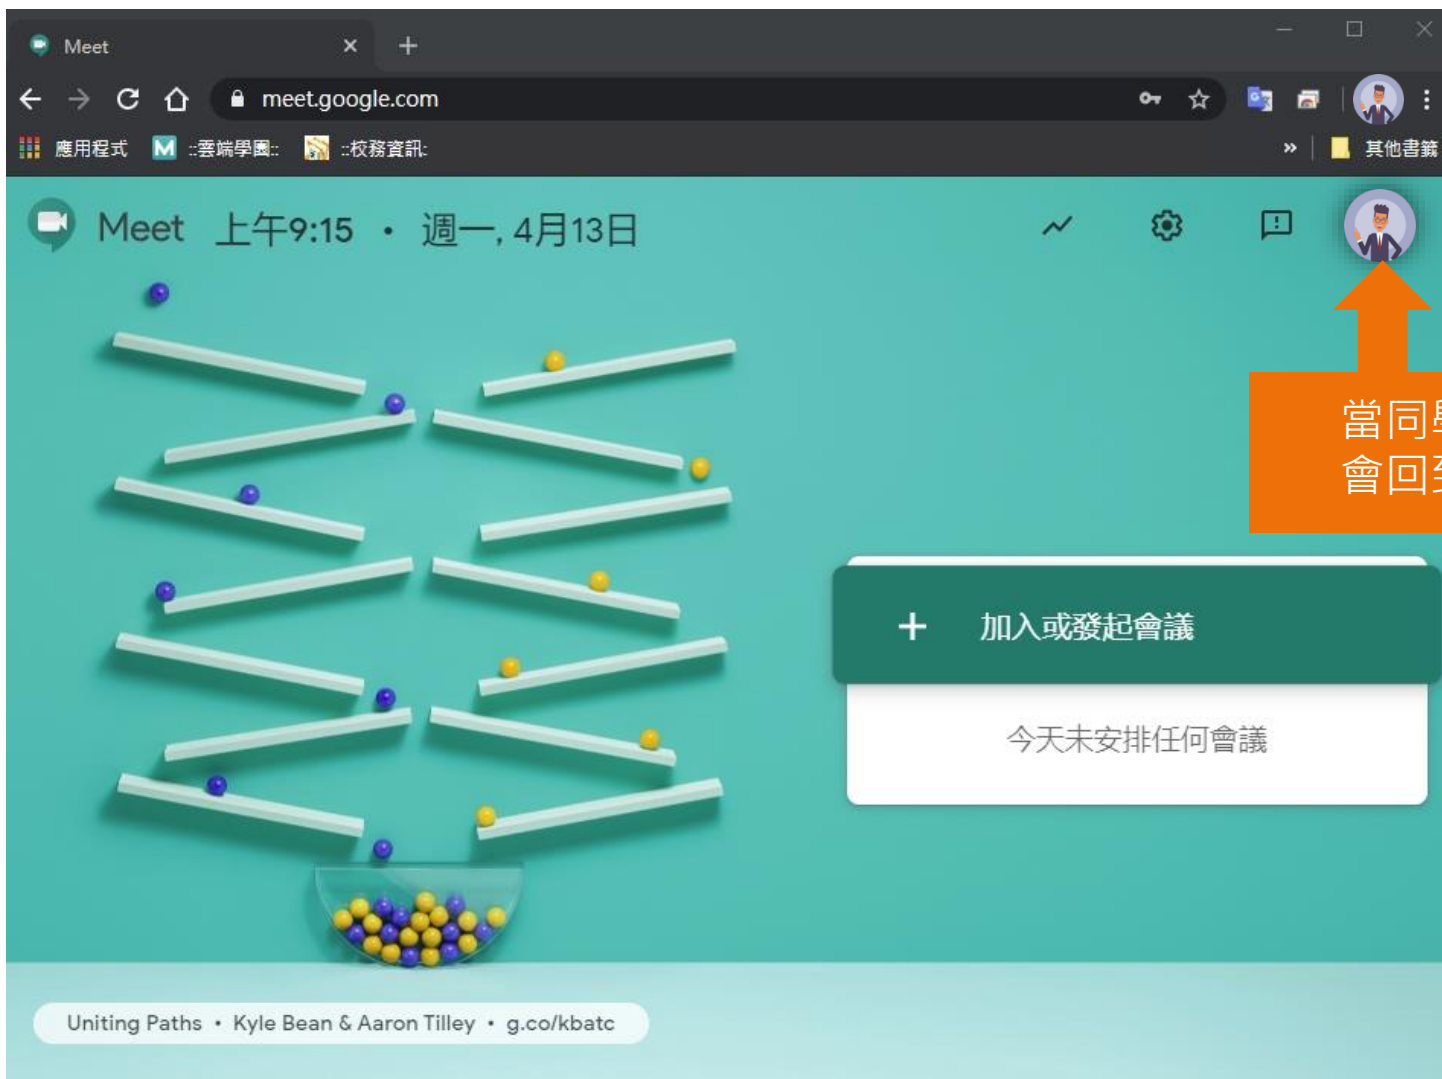 Meet
meet.google.com
應用程式 M ::雲端學園:: ::校務資訊: » 其他書籤
Meet 上午9:15 • 週一, 4月13日
當同
會回
+ 加入或發起會議
今天未安排任何會議
Uniting Paths • Kyle Bean & Aaron Tilley • g.co/kbatc